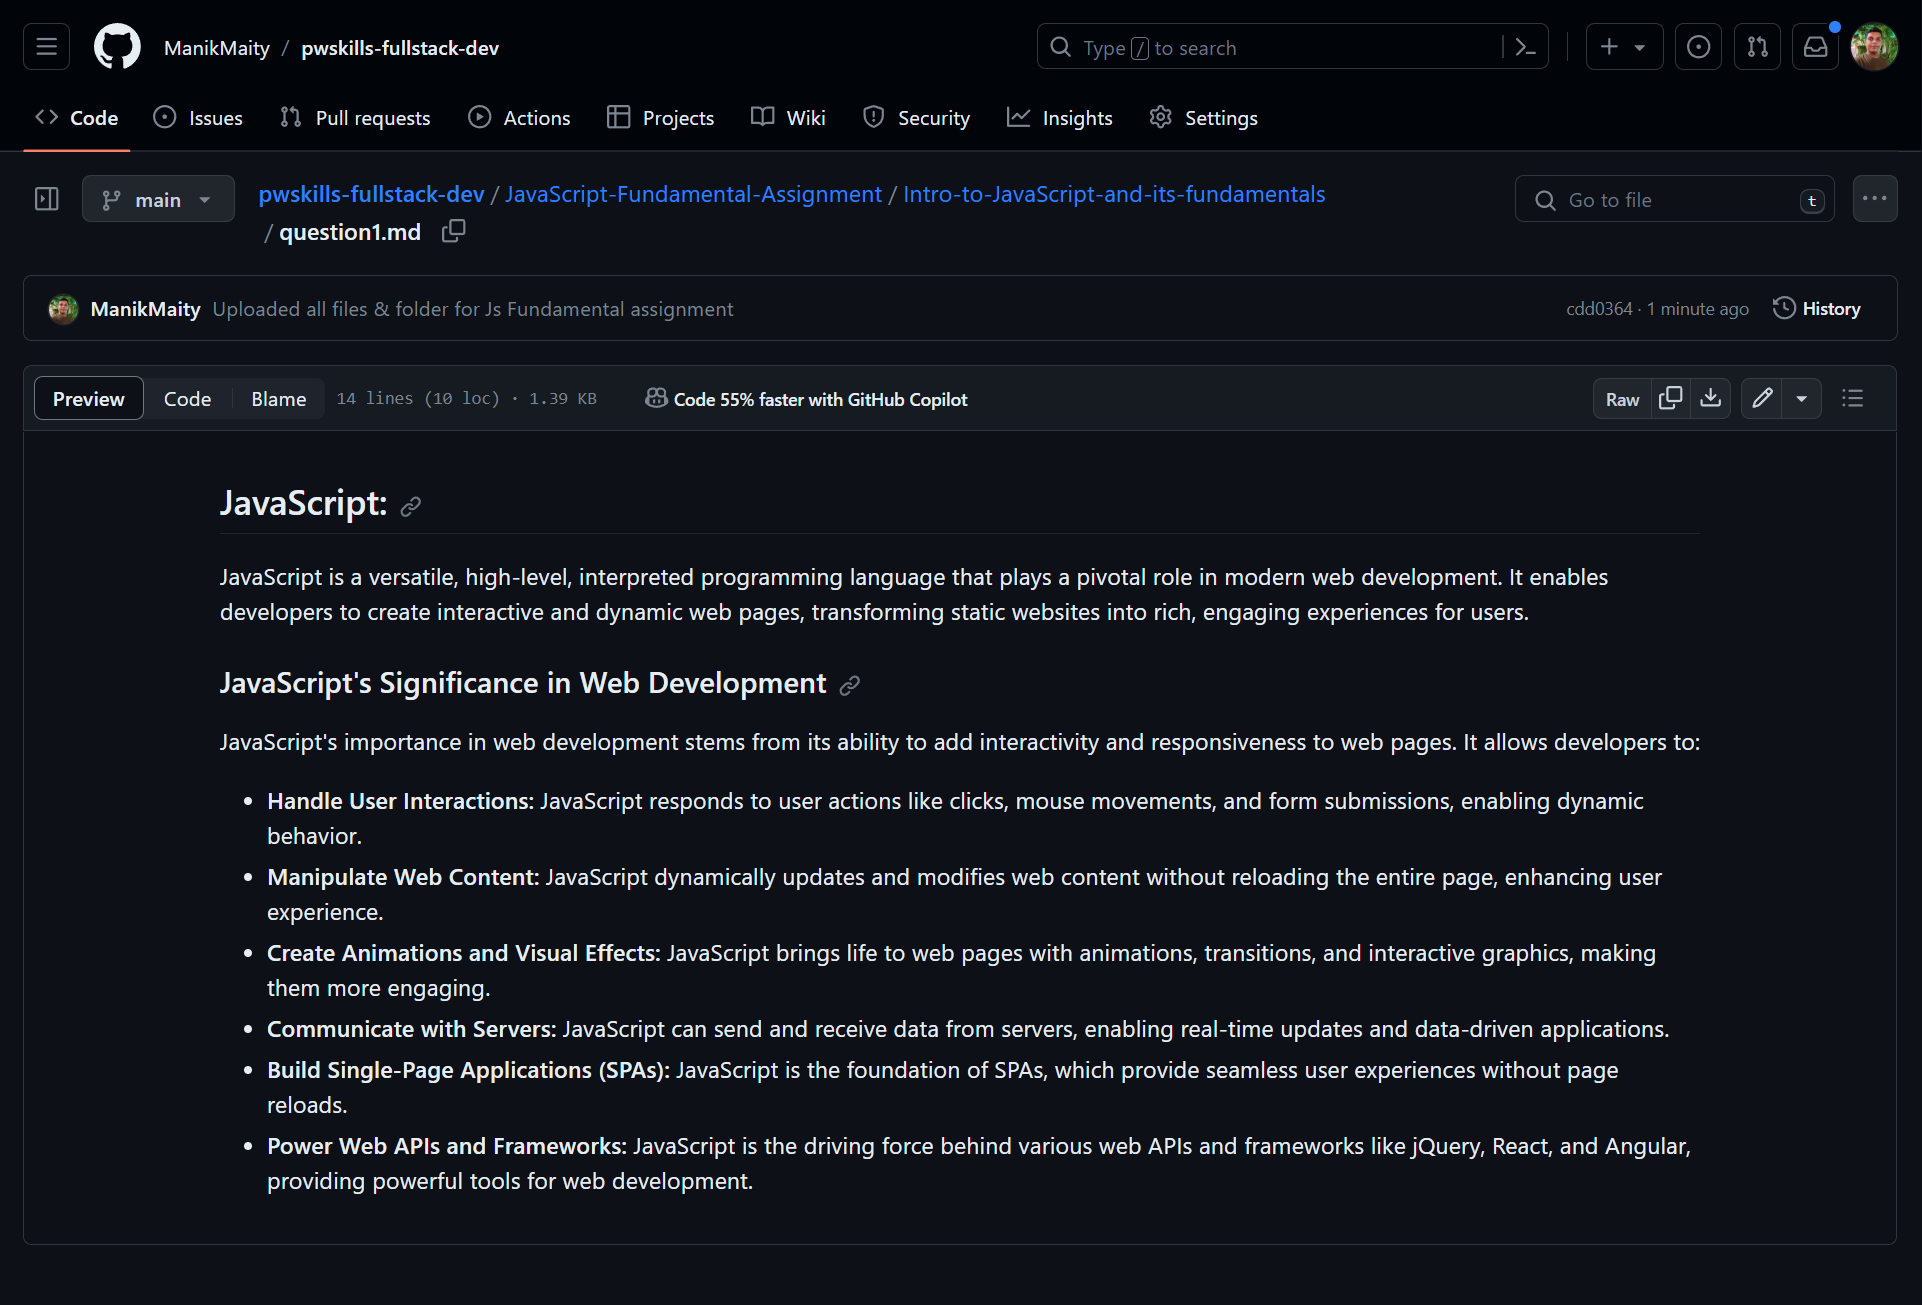 ManikMaity / pwskills-fullstack-dev
Type / to search
Code Issues Pull requests Actions Projects Wiki Security Insights Settings
main
pwskills-fullstack-dev / JavaScript-Fundamental-Assignment / Intro-to-JavaScript-and-its-fundamentals
/ question1.md
Go to file t
ManikMaity Uploaded all files & folder for Js Fundamental assignment cdd0364 · 1 minute ago History
Preview Code Blame 14 lines (10 loc) · 1.39 KB Code 55% faster with GitHub Copilot Raw
JavaScript:
JavaScript is a versatile, high-level, interpreted programming language that plays a pivotal role in modern web development. It enables
developers to create interactive and dynamic web pages, transforming static websites into rich, engaging experiences for users.
JavaScript's Significance in Web Development
JavaScript's importance in web development stems from its ability to add interactivity and responsiveness to web pages. It allows developers to:
• Handle User Interactions: JavaScript responds to user actions like clicks, mouse movements, and form submissions, enabling dynamic
behavior.
• Manipulate Web Content: JavaScript dynamically updates and modifies web content without reloading the entire page, enhancing user
experience.
• Create Animations and Visual Effects: JavaScript brings life to web pages with animations, transitions, and interactive graphics, making
them more engaging.
• Communicate with Servers: JavaScript can send and receive data from servers, enabling real-time updates and data-driven applications.
• Build Single-Page Applications (SPAs): JavaScript is the foundation of SPAs, which provide seamless user experiences without page
reloads.
• Power Web APIs and Frameworks: JavaScript is the driving force behind various web APIs and frameworks like jQuery, React, and Angular,
providing powerful tools for web development.